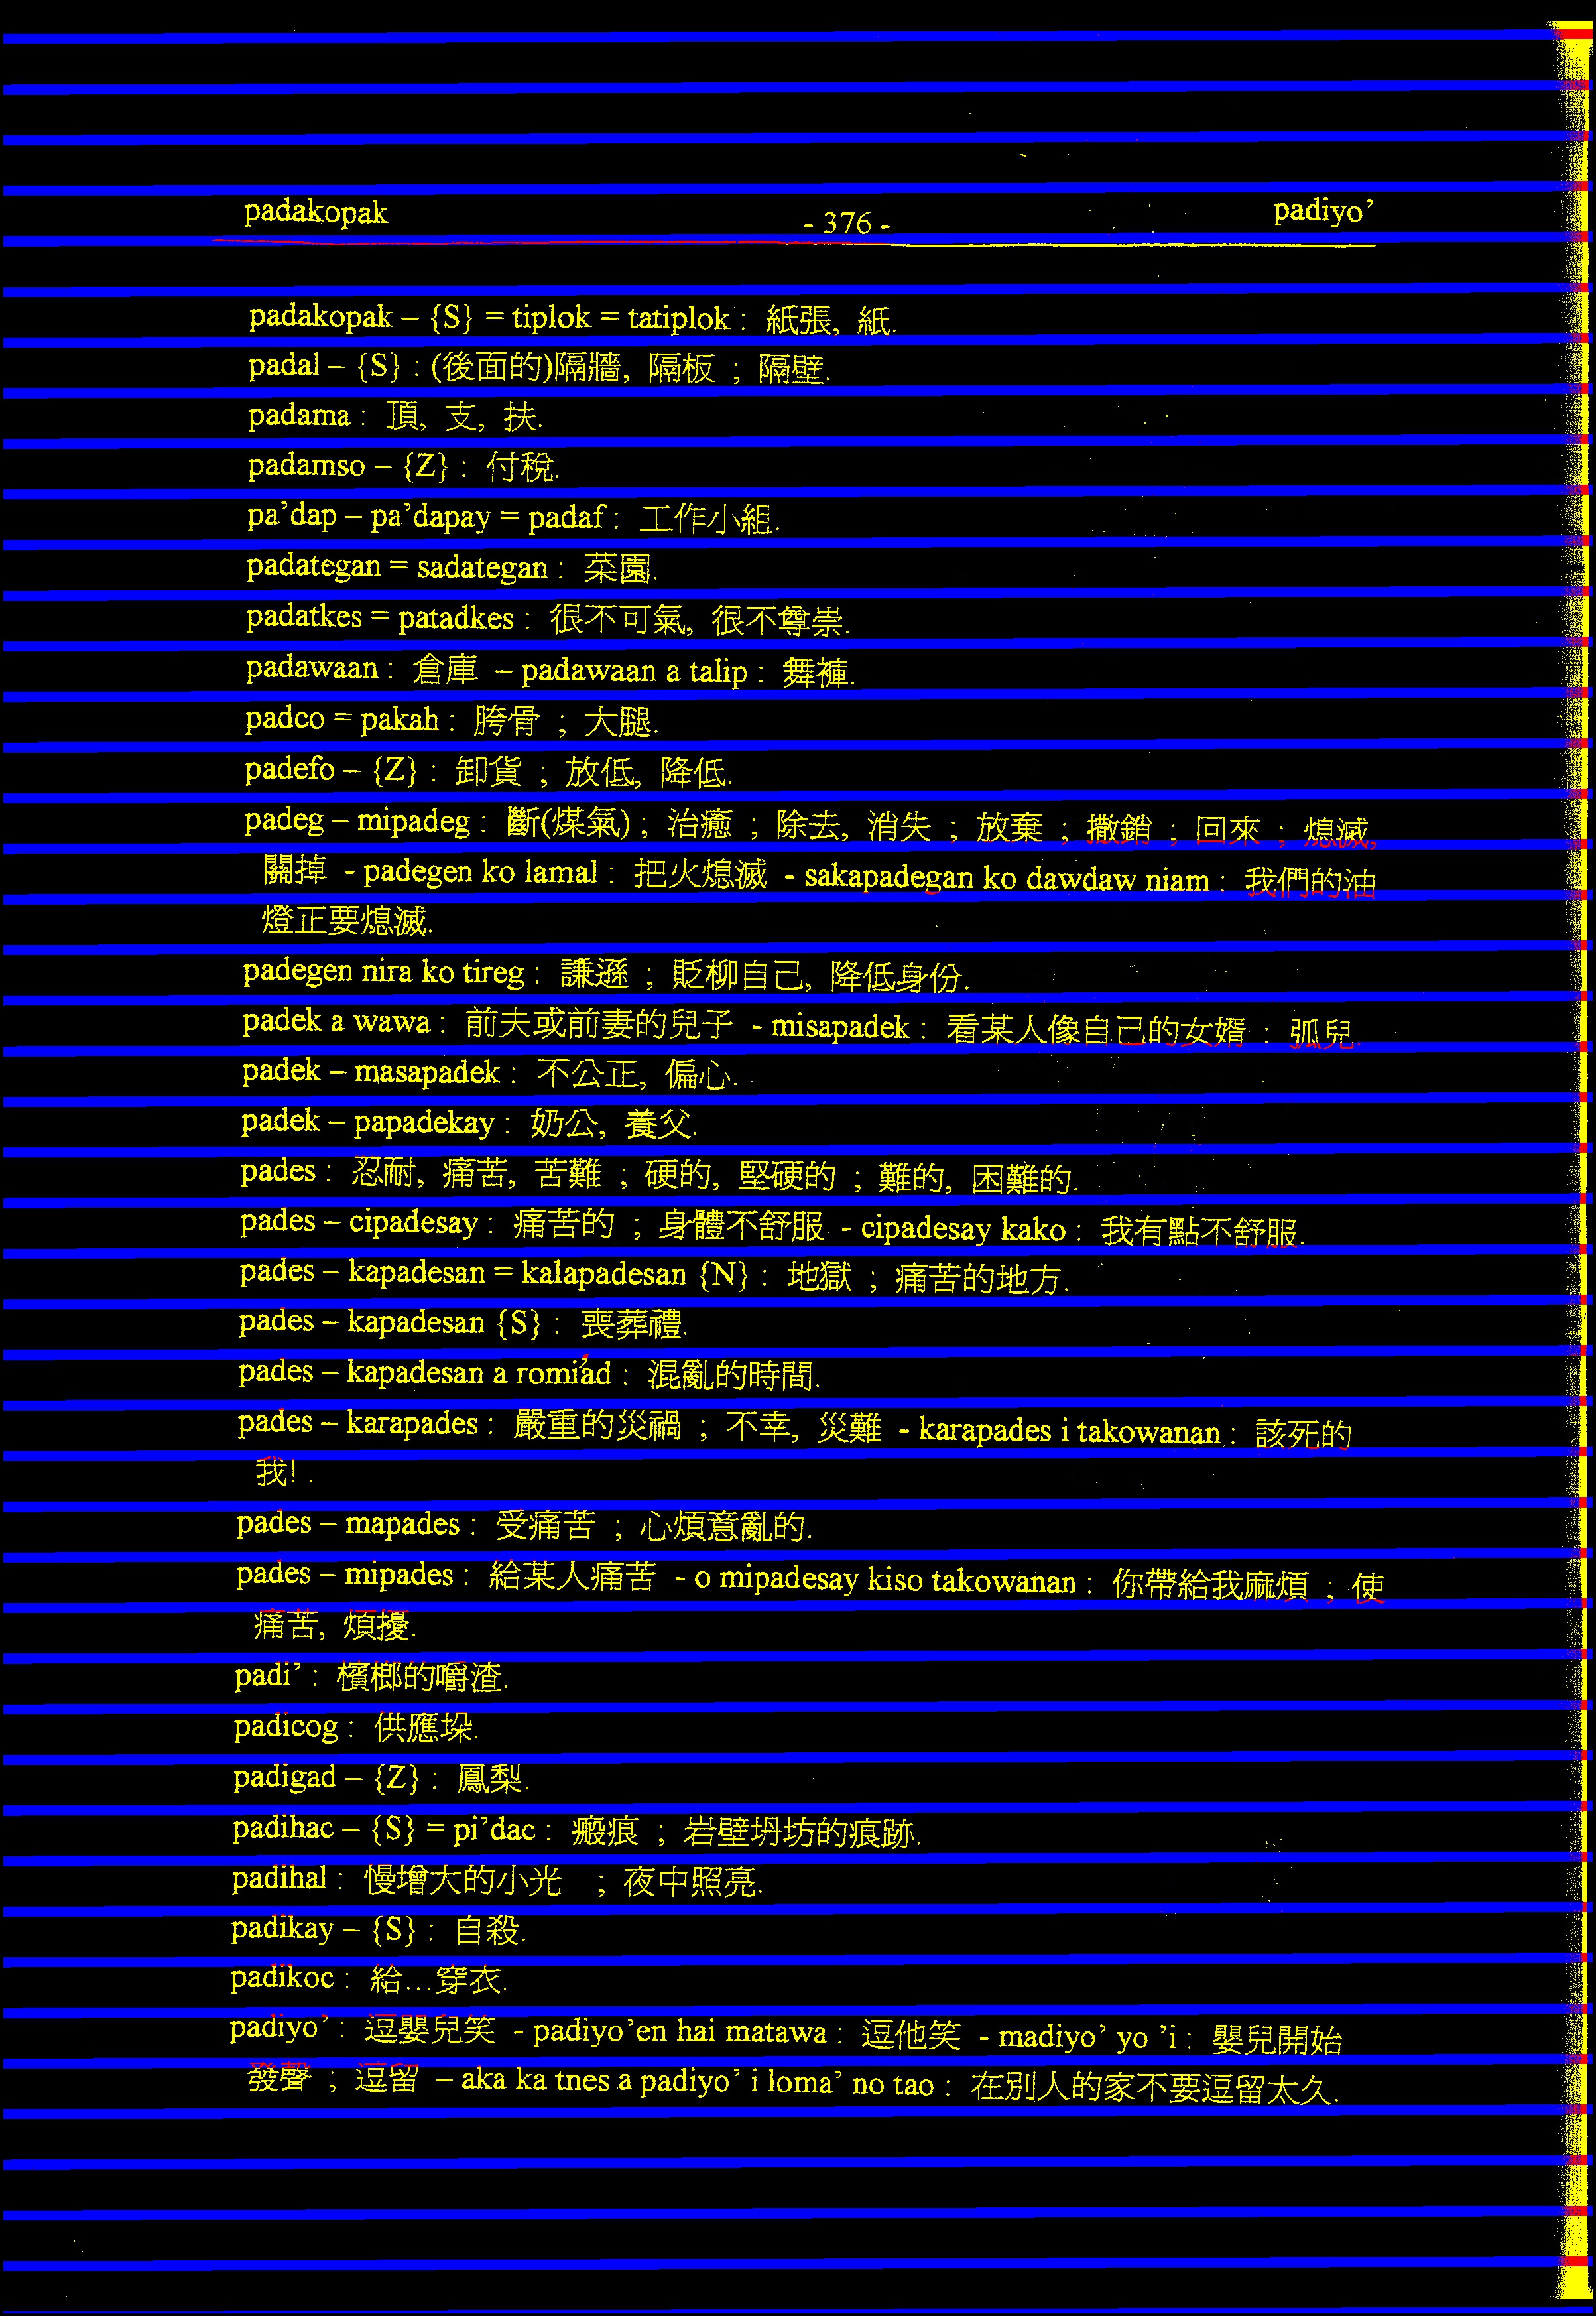 padakopak - 376 - padiyo’
padakopak – {S} = tiplok = tatiplok : 紙張, 紙.
padal – {S} : (後面的)隔牆, 隔板 ; 隔壁.
padama : 頂, 支, 扶.
padamso – {Z} : 付稅.
pa’dap – pa’dapay = padaf : 工作小組.
padategan = sadategan : 菜園.
padatkes = patadkes : 很不可氣, 很不尊崇.
padawaan : 倉庫 – padawaan a talip : 舞褲.
padco = pakah : 胯骨 ; 大腿.
padefo – {Z} : 卸貨 ; 放低, 降低.
padeg – mipadeg : 斷(煤氣) ; 治癒 ; 除去, 消失 ; 放棄 ; 撒銷 ; 回來 ; 熄滅,
關掉 - padegen ko lamal : 把火熄滅 - sakapadegan ko dawdaw niam : 我們的油
燈正要熄滅.
padegen nira ko tireg : 謙遜 ; 貶柳自己, 降低身份.
padek a wawa : 前夫或前妻的兒子 - misapadek : 看某人像自己的女婿 : 弧兒.
padek – masapadek : 不公正, 偏心.
padek – papadekay : 奶公, 養父.
pades : 忍耐, 痛苦, 苦難 ; 硬的, 堅硬的 ; 難的, 困難的.
pades – cipadesay : 痛苦的 ; 身體不舒服 - cipadesay kako : 我有點不舒服.
pades – kapadesan = kalapadesan {N} : 地獄 ; 痛苦的地方.
pades – kapadesan {S} : 喪葬禮.
pades – kapadesan a romi’ad : 混亂的時間.
pades – karapades : 嚴重的災禍 ; 不幸, 災難 - karapades i takowanan : 該死的
我! .
pades – mapades : 受痛苦 ; 心煩意亂的.
pades – mipades : 給某人痛苦 - o mipadesay kiso takowanan : 你帶給我麻煩 ; 使
痛苦, 煩擾.
padi’ : 檳榔的嚼渣.
padicog : 供應垛.
padigad – {Z} : 鳳梨.
padihac – {S} = pi’dac : 瘢痕 ; 岩壁坍坊的痕跡.
padihal : 慢增大的小光 ; 夜中照亮.
padikay – {S} : 自殺.
padikoc : 給…穿衣.
padiyo’ : 逗嬰兒笑 - padiyo’en hai matawa : 逗他笑 - madiyo’ yo ’i : 嬰兒開始
發聲 ; 逗留 – aka ka tnes a padiyo’ i loma’ no tao : 在別人的家不要逗留太久.